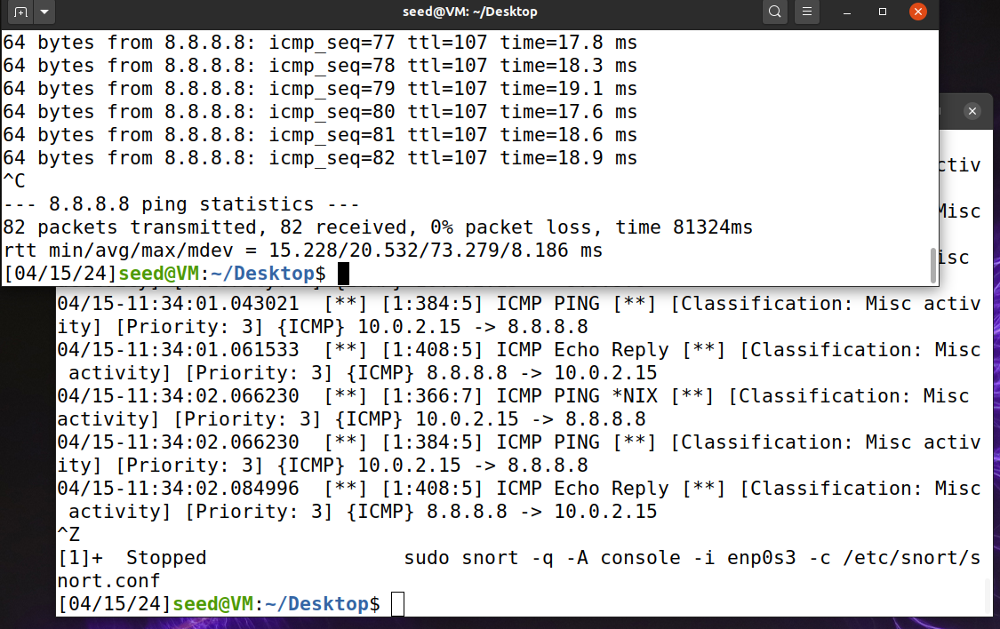 seed@VM: ~/Desktop
64 bytes from 8.8.8.8: icmp_seq=77 ttl=107 time=17.8 ms
64 bytes from 8.8.8.8: icmp_seq=78 ttl=107 time=18.3 ms
64 bytes from 8.8.8.8: icmp_seq=79 ttl=107 time=19.1 ms
64 bytes from 8.8.8.8: icmp_seq=80 ttl=107 time=17.6 ms
64 bytes from 8.8.8.8: icmp_seq=81 ttl=107 time=18.6 ms
64 bytes from 8.8.8.8: icmp_seq=82 ttl=107 time=18.9 ms
^C
--- 8.8.8.8 ping statistics ---
82 packets transmitted, 82 received, 0% packet loss, time 81324ms
rtt min/avg/max/mdev = 15.228/20.532/73.279/8.186 ms
[04/15/24]seed@VM:~/Desktop$
ctiv
Misc
isc
04/15-11:34:01.043021  [**] [1:384:5] ICMP PING [**] [Classification: Misc activ
ity] [Priority: 3] {ICMP} 10.0.2.15 -> 8.8.8.8
04/15-11:34:01.061533  [**] [1:408:5] ICMP Echo Reply [**] [Classification: Misc
 activity] [Priority: 3] {ICMP} 8.8.8.8 -> 10.0.2.15
04/15-11:34:02.066230  [**] [1:366:7] ICMP PING *NIX [**] [Classification: Misc
activity] [Priority: 3] {ICMP} 10.0.2.15 -> 8.8.8.8
04/15-11:34:02.066230  [**] [1:384:5] ICMP PING [**] [Classification: Misc activ
ity] [Priority: 3] {ICMP} 10.0.2.15 -> 8.8.8.8
04/15-11:34:02.084996  [**] [1:408:5] ICMP Echo Reply [**] [Classification: Misc
 activity] [Priority: 3] {ICMP} 8.8.8.8 -> 10.0.2.15
^Z
[1]+  Stopped                 sudo snort -q -A console -i enp0s3 -c /etc/snort/s
nort.conf
[04/15/24]seed@VM:~/Desktop$